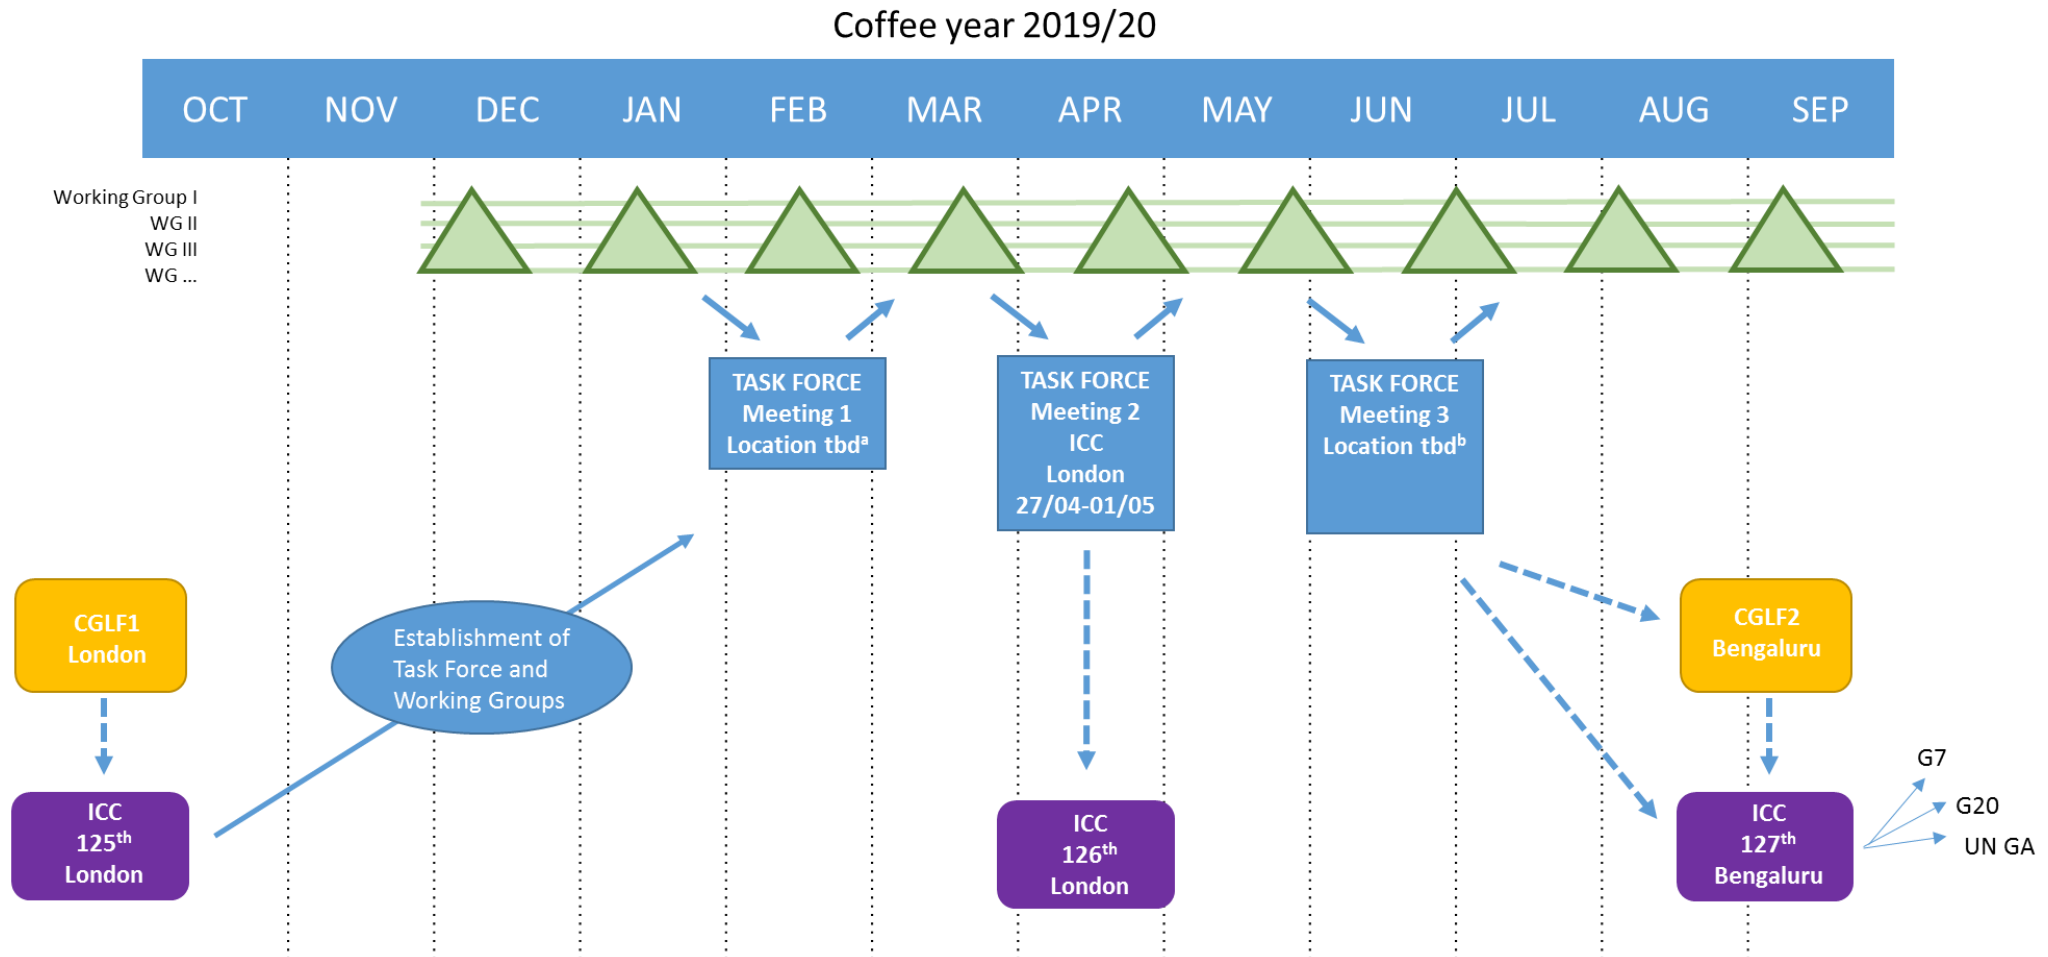 Coffee year 2019/20
OCT NOV DEC JAN FEB MAR APR MAY JUN JUL AUG SEP
Working Group I
WG II
WG III
WG ...
TASK FORCE
Meeting 1
Location tbdᵃ
TASK FORCE
Meeting 2
ICC
London
27/04-01/05
TASK FORCE
Meeting 3
Location tbdᵇ
CGLF1
London
Establishment of
Task Force and
Working Groups
CGLF2
Bengaluru
ICC
125ᵗʰ
London
ICC
126ᵗʰ
London
ICC
127ᵗʰ
Bengaluru
G7
G20
UN GA